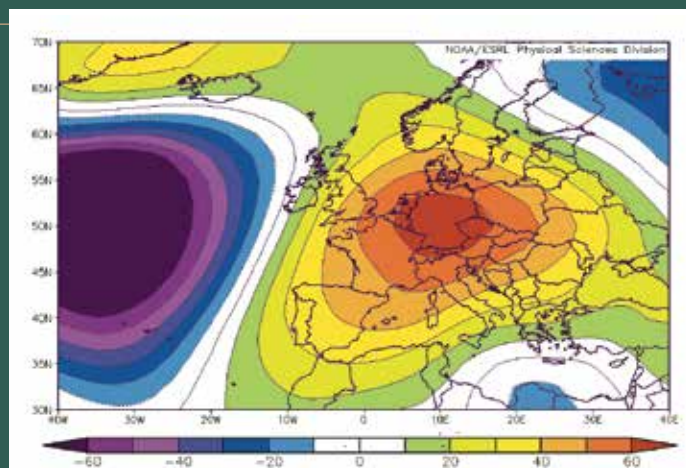 NOAA/ESRL Physical Sciences Division
70N
65N
60N
55N
50N
45N
40N
35N
30N
40W
30W
20W
10W
0
10E
20E
30E
40E
-60
-40
-20
0
20
40
60